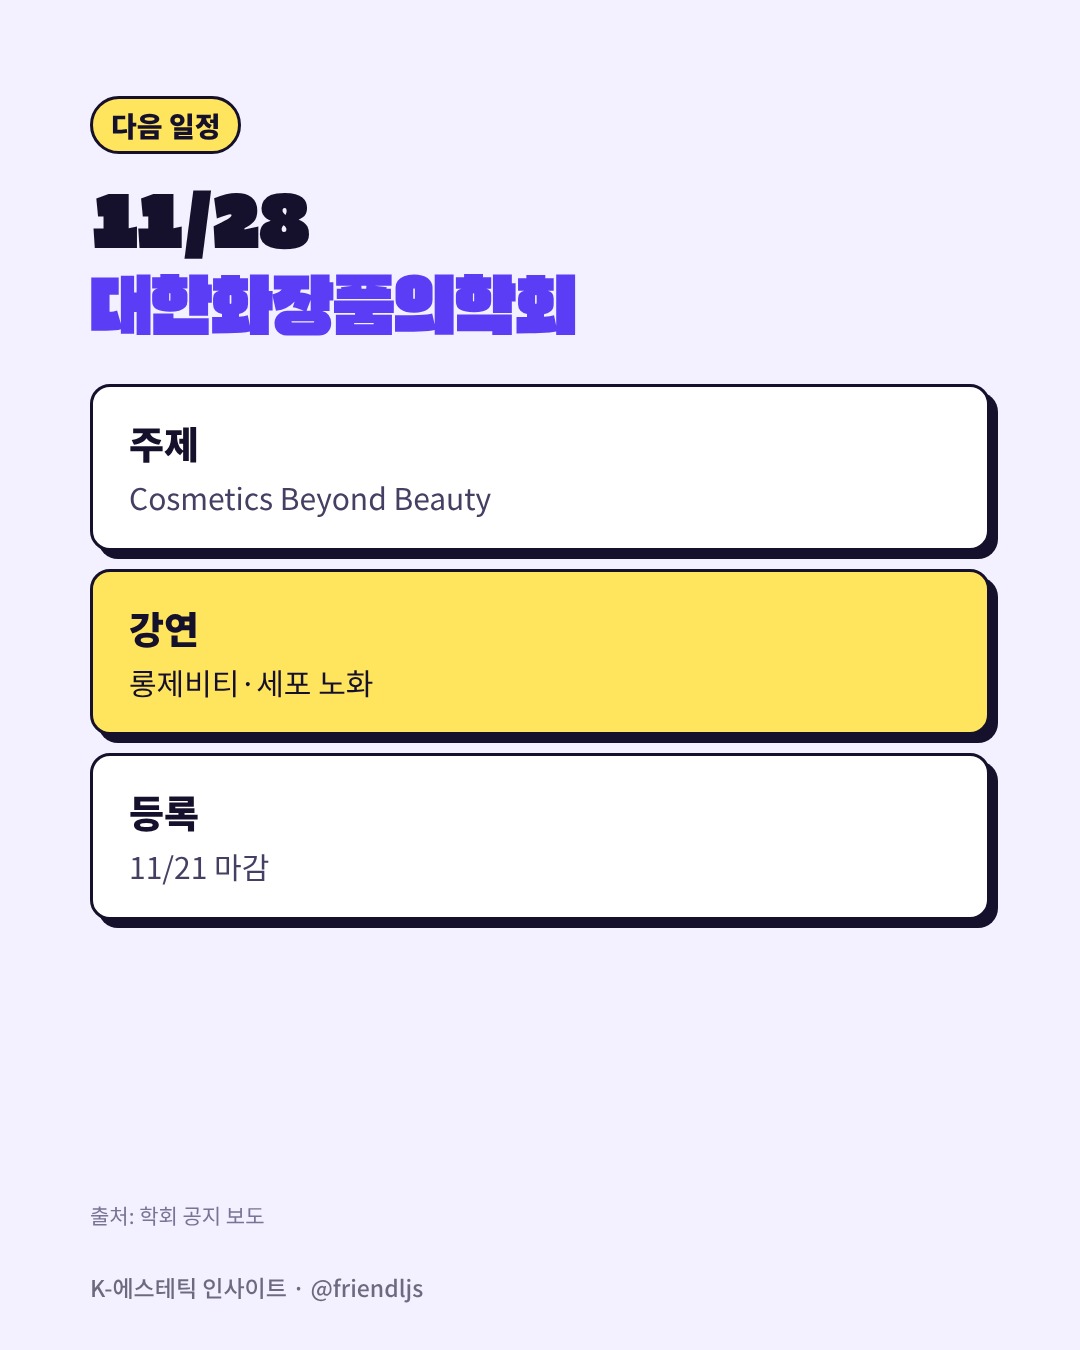 다음 일정
11/28
대한화장품의학회
주제
Cosmetics Beyond Beauty
강연
롱제비티·세포 노화
등록
11/21 마감
출처: 학회 공지 보도
K-에스테틱 인사이트 · @friendljs